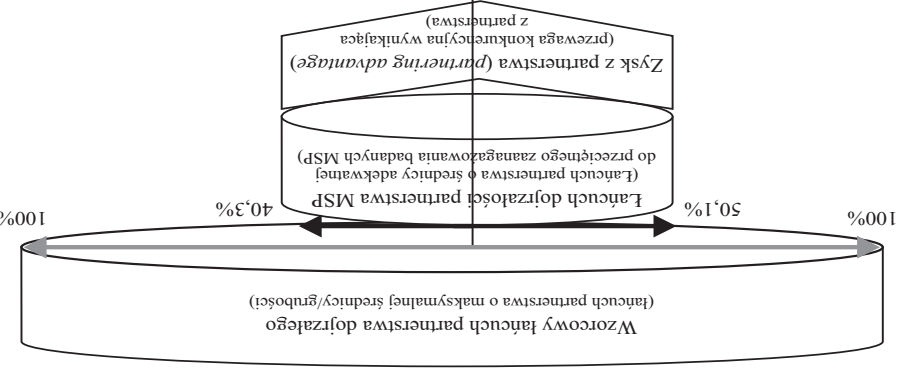 Wzorcowy łańcuch partnerstwa dojrzałego
(łańcuch partnerstwa o maksymalnej średnicy/grubości)
100% 50,1% 40,3% 100%
Łańcuch dojrzałości partnerstwa MSP
(Łańcuch partnerstwa o średnicy adekwatnej
do przeciętnego zaangażowania badanych MSP)
Zysk z partnerstwa (partnering advantage)
(przewaga konkurencyjna wynikająca
z partnerstwa)